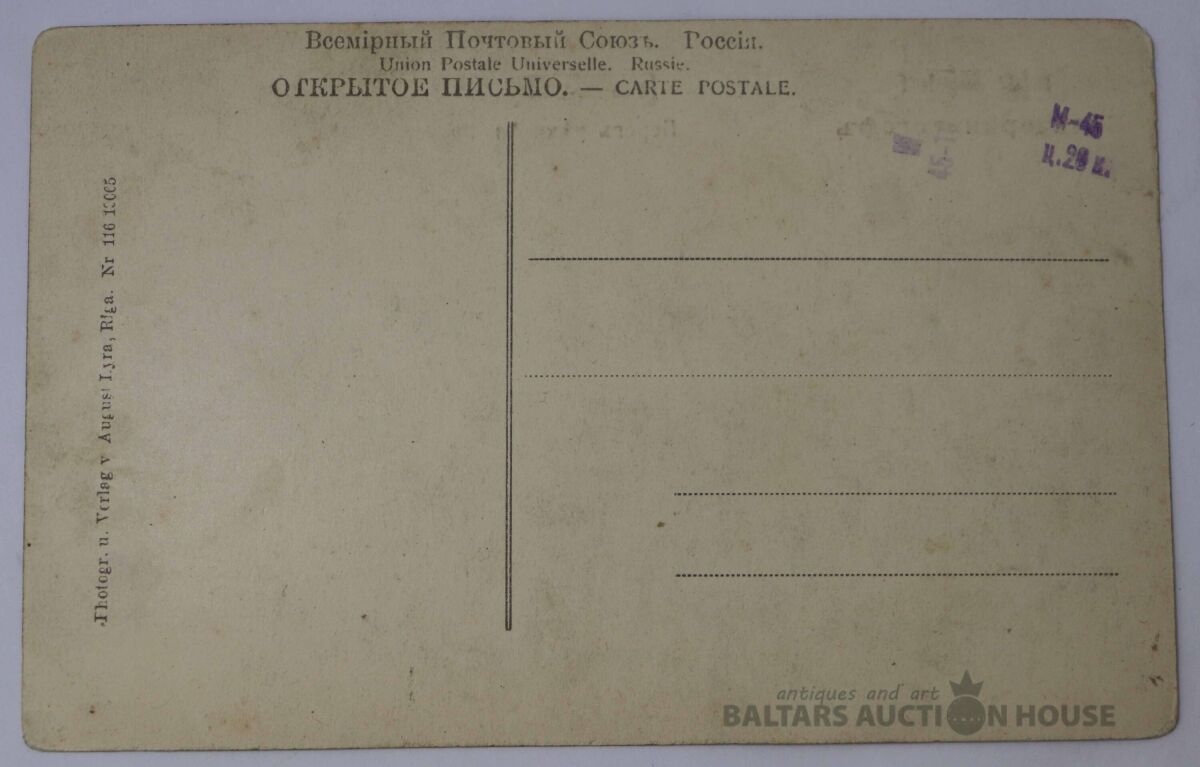 Всемірный Почтовый Союзъ. Россія.
Union Postale Universelle. Russie.
ОТКРЫТОЕ ПИСЬМО. — CARTE POSTALE.
М-45
ц.20 к.
45-
Photogr. u. Verlag v August Lyra, Riga. Nr 116
antiques and art
BALTARS AUCTION HOUSE